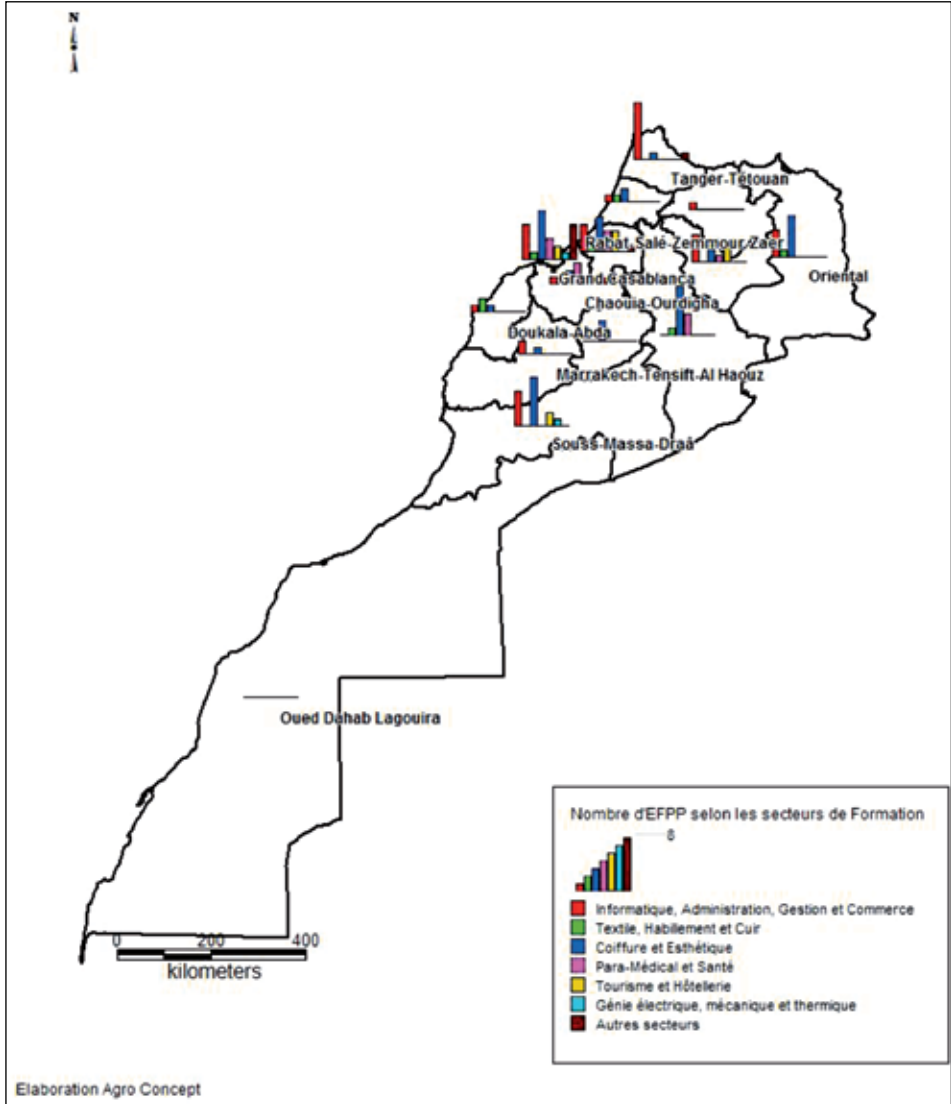 N
Tanger-Tétouan
Rabat-Salé-Zemmour-Zaer
Oriental
Grand Casablanca
Chaouia-Ourdigha
Doukala-Abda
Marrakech-Tensift-Al Haouz
Souss-Massa-Draâ
Oued Dahab Lagouira
Nombre d'EFPP selon les secteurs de Formation
8
Informatique, Administration, Gestion et Commerce
Textile, Habillement et Cuir
Coiffure et Esthétique
Para-Médical et Santé
Tourisme et Hôtellerie
Génie électrique, mécanique et thermique
Autres secteurs
0 200 400
kilometers
Elaboration Agro Concept